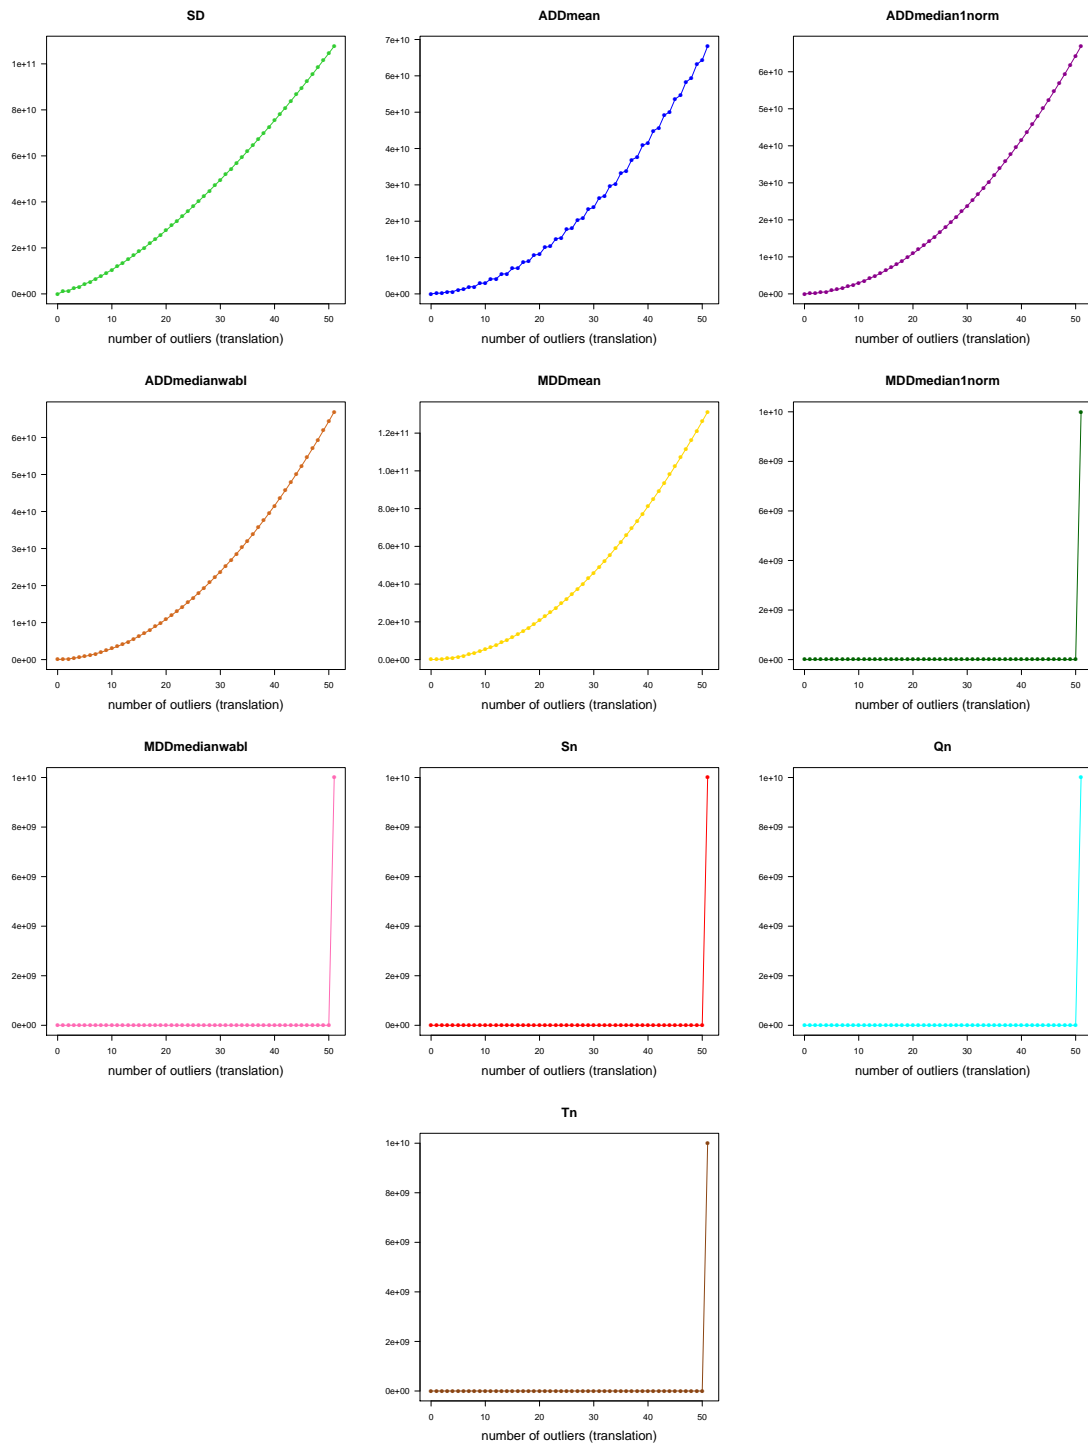 SD
ADDmean
ADDmedian1norm
1e+11
8e+10
6e+10
4e+10
2e+10
0e+00
0 10 20 30 40 50
number of outliers (translation)
7e+10
6e+10
5e+10
4e+10
3e+10
2e+10
1e+10
0e+00
0 10 20 30 40 50
number of outliers (translation)
6e+10
5e+10
4e+10
3e+10
2e+10
1e+10
0e+00
0 10 20 30 40 50
number of outliers (translation)
ADDmedianwabl
MDDmean
MDDmedian1norm
6e+10
5e+10
4e+10
3e+10
2e+10
1e+10
0e+00
0 10 20 30 40 50
number of outliers (translation)
1.2e+11
1.0e+11
8.0e+10
6.0e+10
4.0e+10
2.0e+10
0.0e+00
0 10 20 30 40 50
number of outliers (translation)
1e+10
8e+09
6e+09
4e+09
2e+09
0e+00
0 10 20 30 40 50
number of outliers (translation)
MDDmedianwabl
Sn
Qn
1e+10
8e+09
6e+09
4e+09
2e+09
0e+00
0 10 20 30 40 50
number of outliers (translation)
1e+10
8e+09
6e+09
4e+09
2e+09
0e+00
0 10 20 30 40 50
number of outliers (translation)
1e+10
8e+09
6e+09
4e+09
2e+09
0e+00
0 10 20 30 40 50
number of outliers (translation)
Tn
1e+10
8e+09
6e+09
4e+09
2e+09
0e+00
0 10 20 30 40 50
number of outliers (translation)